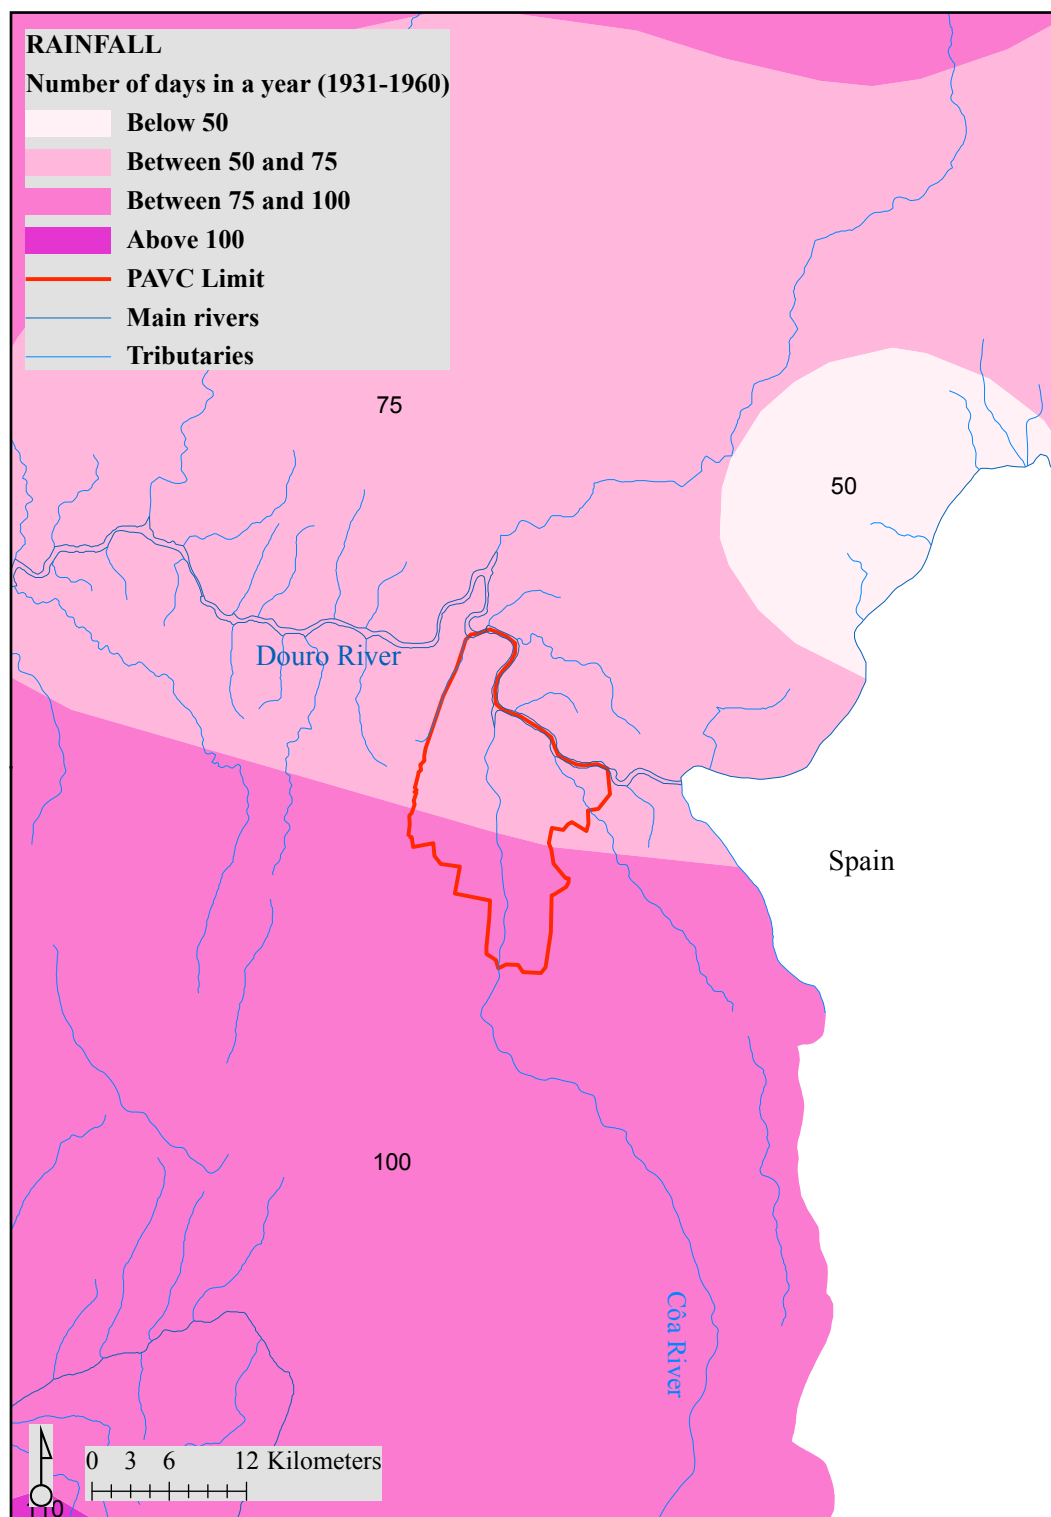 RAINFALL
Number of days in a year (1931-1960)
Below 50
Between 50 and 75
Between 75 and 100
Above 100
PAVC Limit
Main rivers
Tributaries
75
50
Douro River
Spain
100
Côa River
0 3 6 12 Kilometers
110